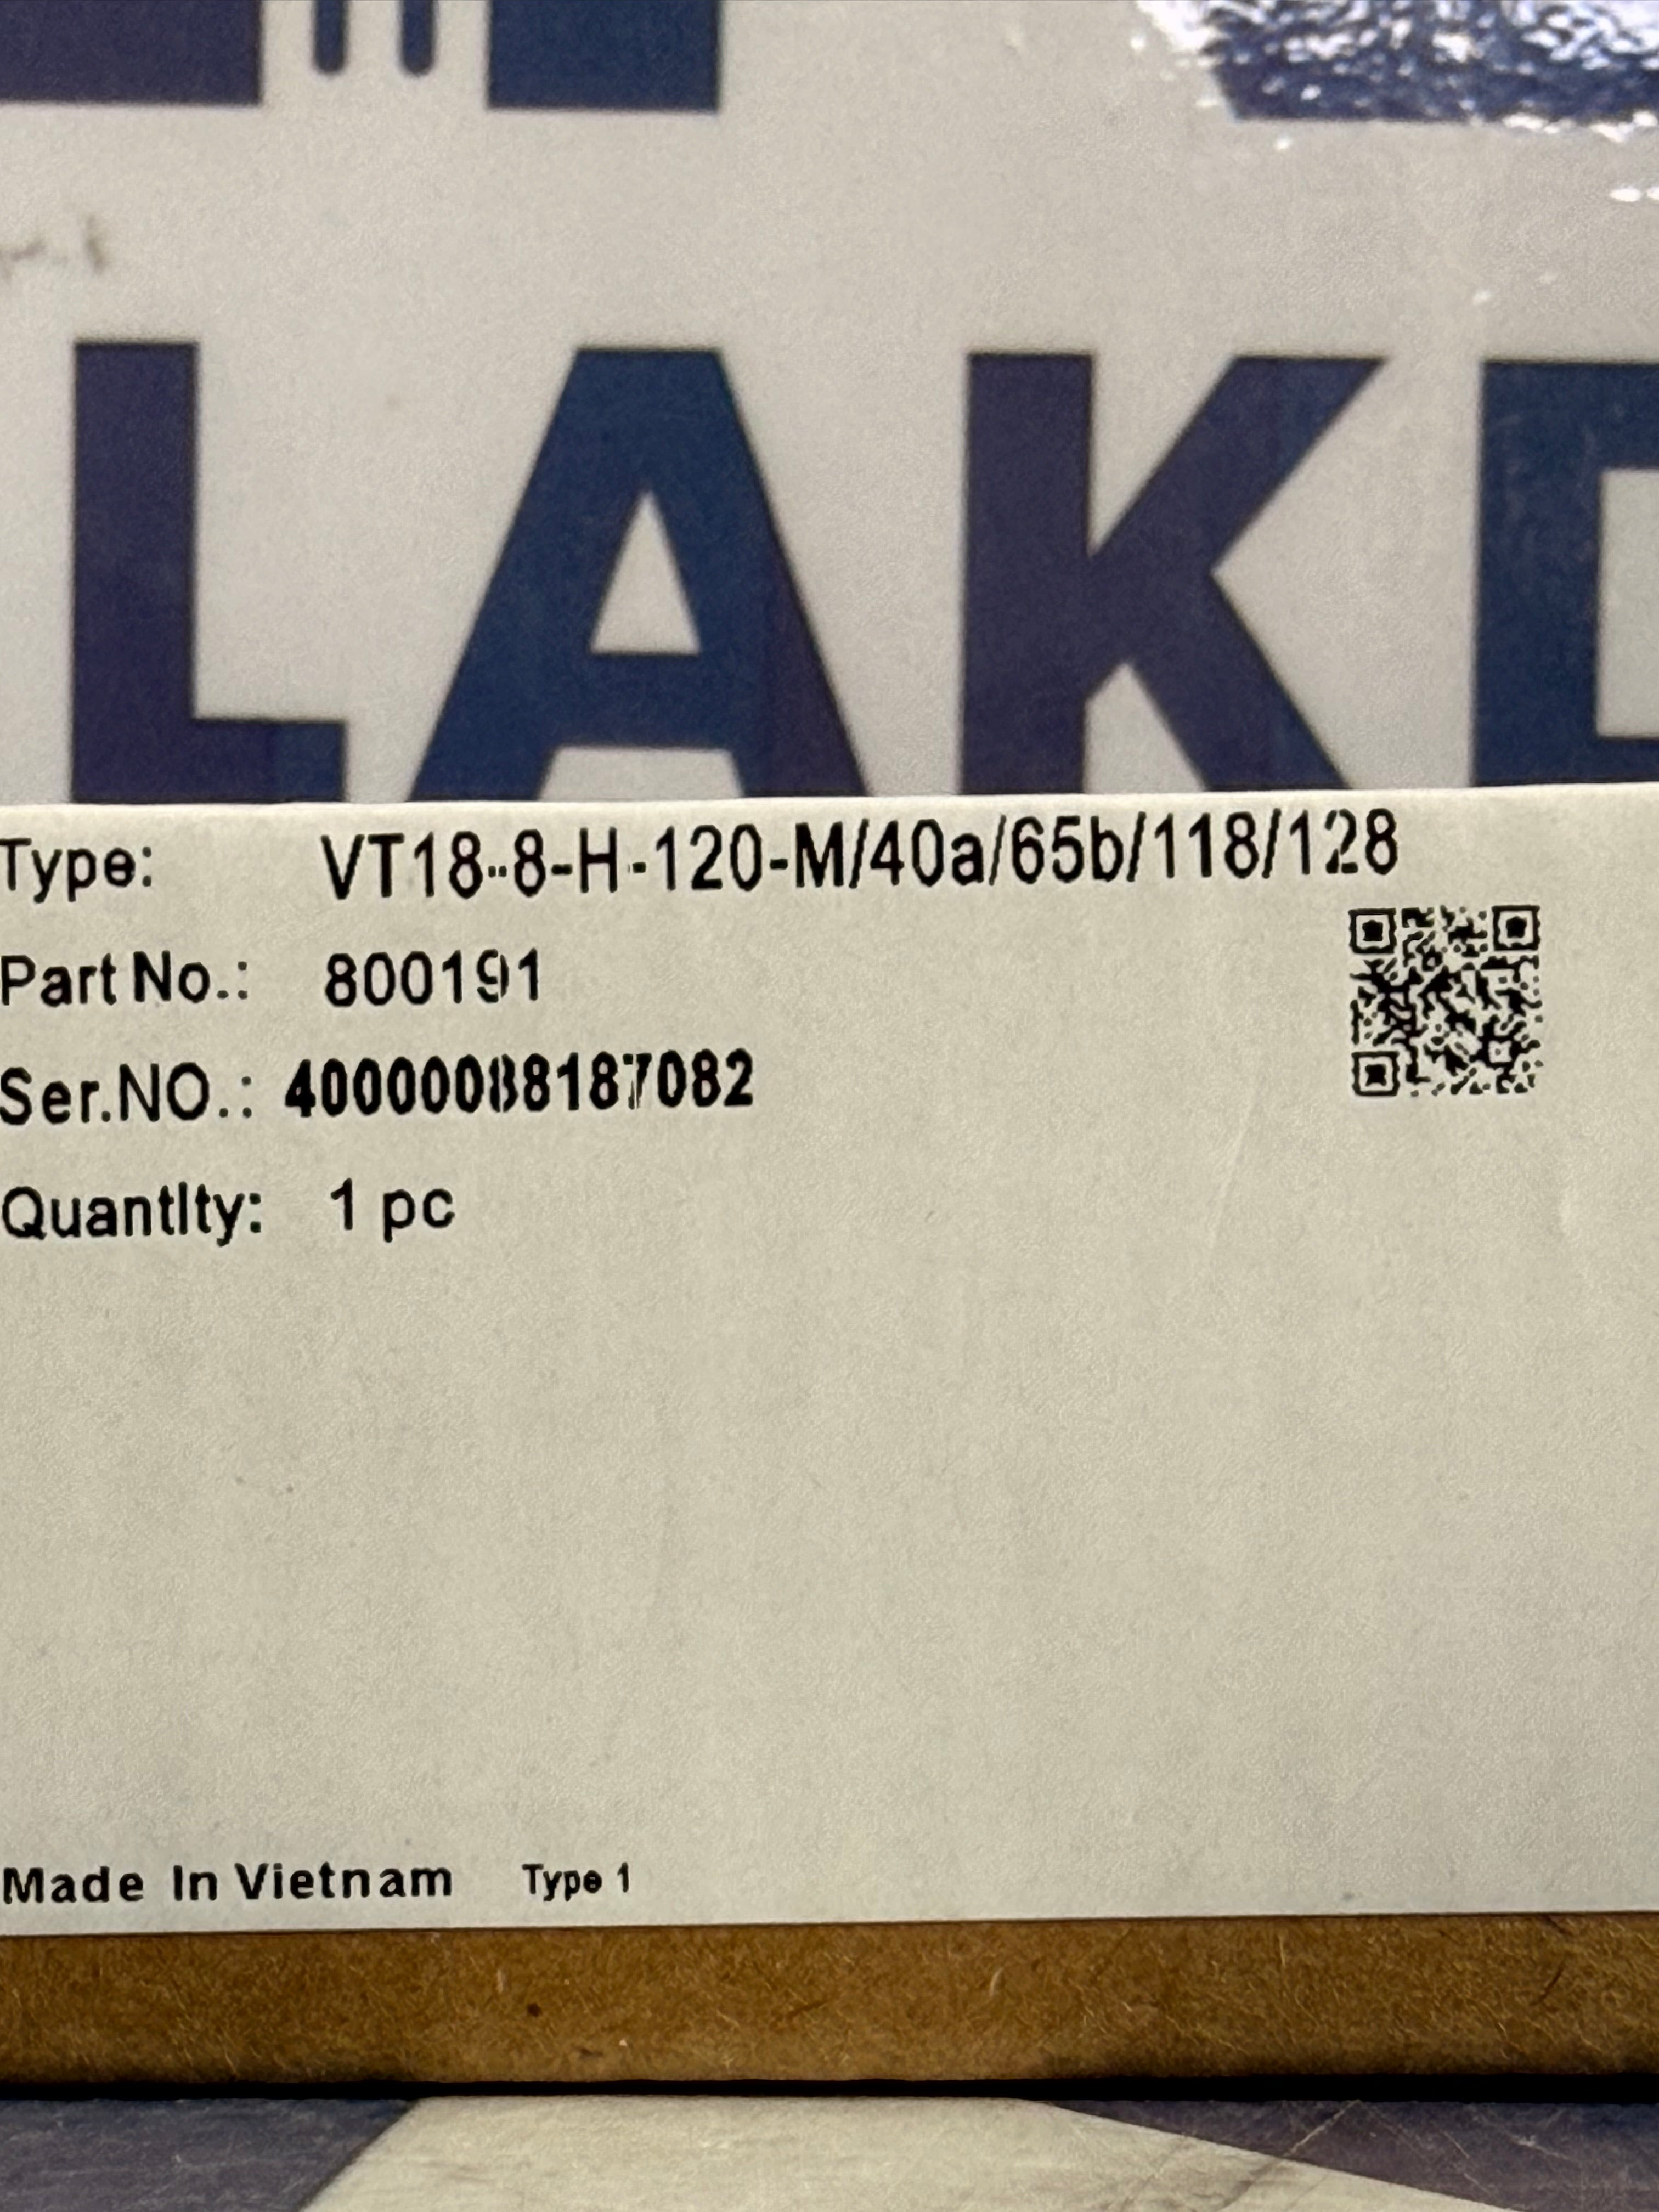 LAKE
Type: VT18-8-H-120-M/40a/65b/118/128
Part No.: 800191
Ser.NO.: 40000088187082
Quantity: 1 pc
Made In Vietnam Type 1